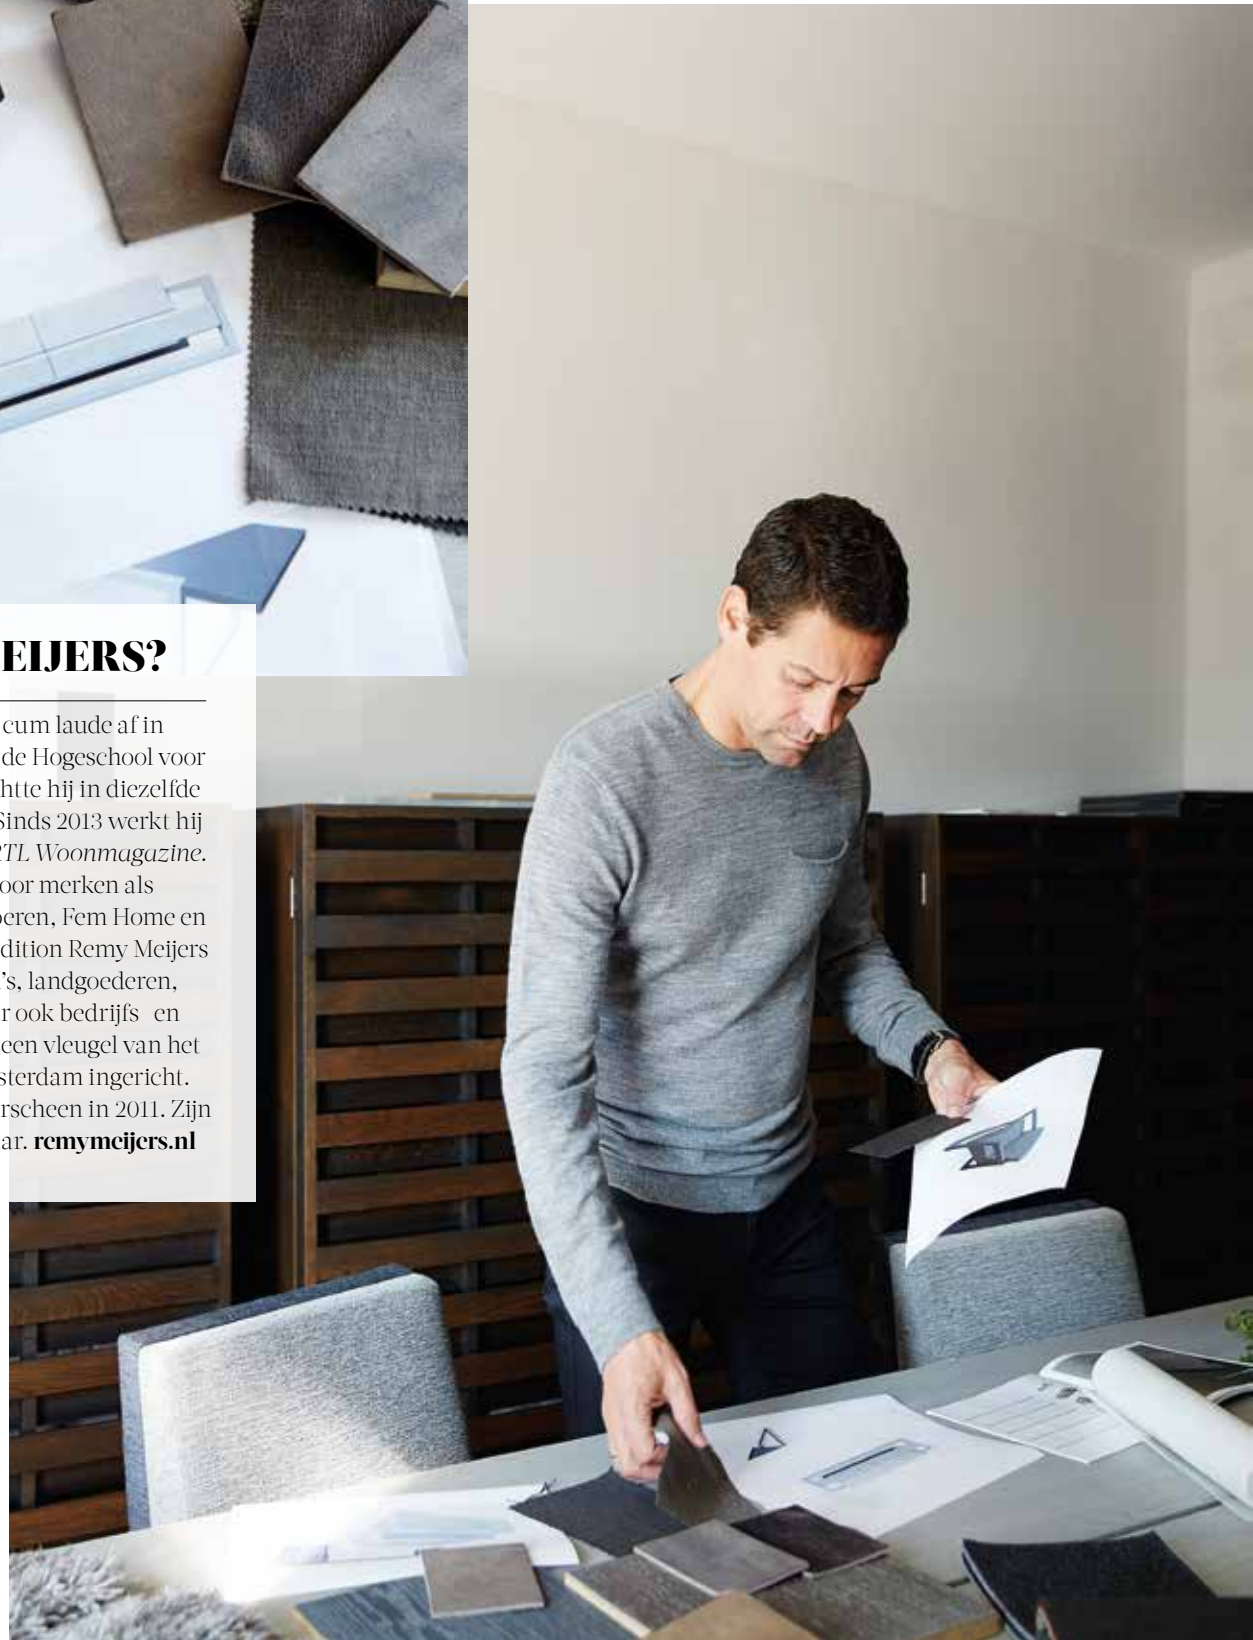 EIJERS?
cum laude af in
de Hogeschool voor
htte hij in diezelfde
Sinds 2013 werkt hij
RTL Woonmagazine.
oor merken als
eren, Fem Home en
dition Remy Meijers
's, landgoederen,
r ook bedrijfs en
een vleugel van het
sterdam ingericht.
rscheen in 2011. Zijn
ar. remymeijers.nl